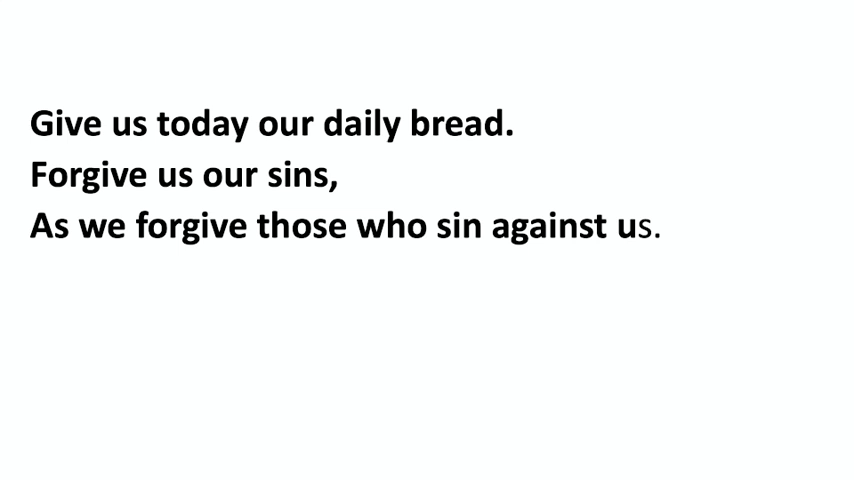 Give us today our daily bread.
Forgive us our sins,
As we forgive those who sin against us.